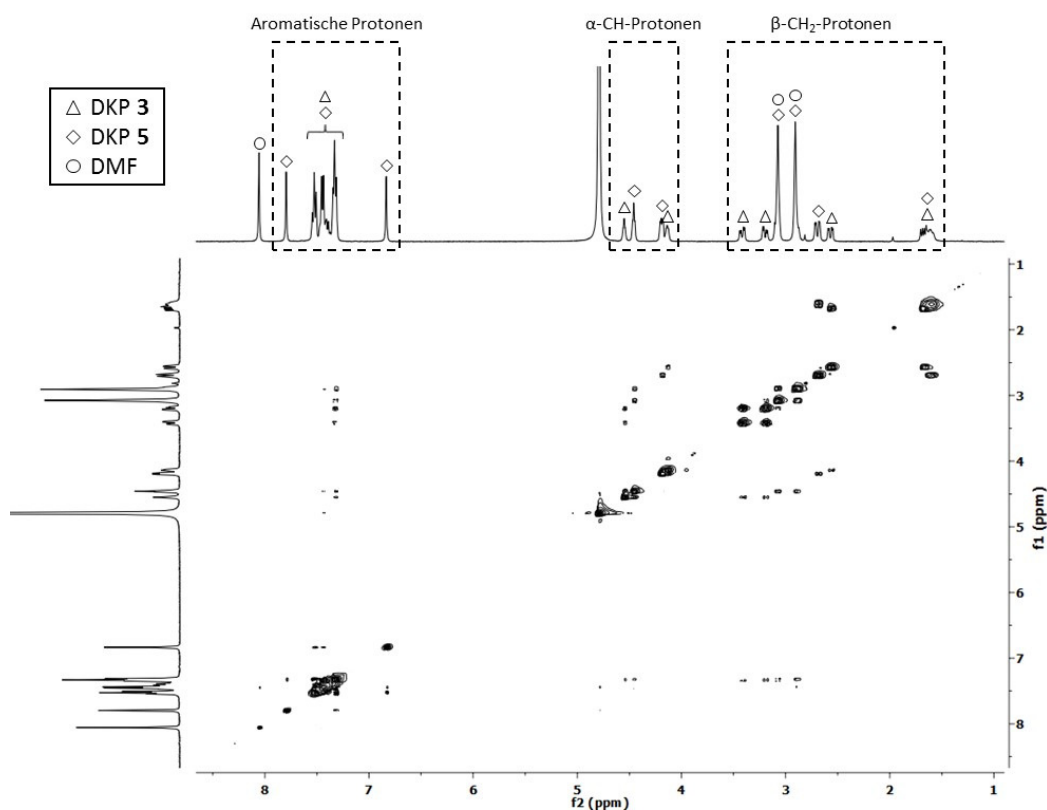 Aromatische Protonen
α-CH-Protonen
β-CH₂-Protonen
△ DKP 3
◇ DKP 5
○ DMF
1
2
3
4
5
6
7
8
f1 (ppm)
8 7 6 5 4 3 2 1
f2 (ppm)